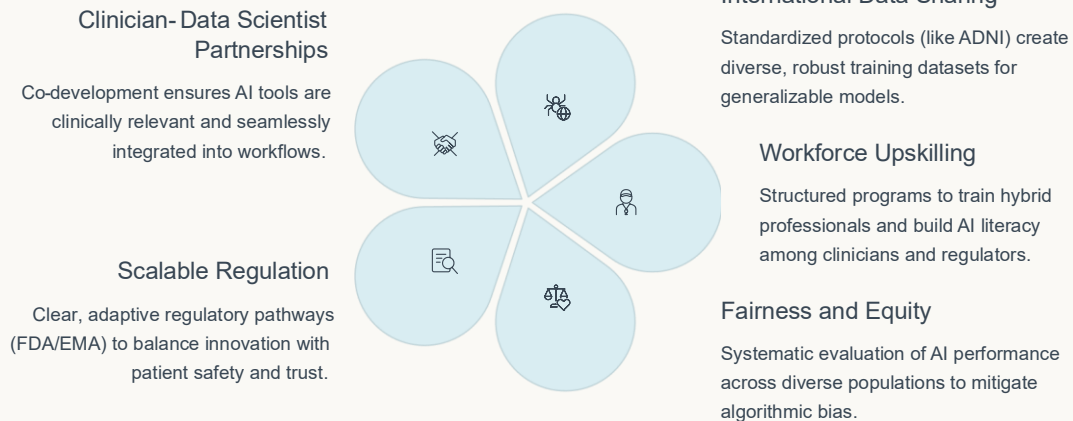 Clinician-Data Scientist
Partnerships
Co-development ensures AI tools are
clinically relevant and seamlessly
integrated into workflows.
International Data Sharing
Standardized protocols (like ADNI) create
diverse, robust training datasets for
generalizable models.
Workforce Upskilling
Structured programs to train hybrid
professionals and build AI literacy
among clinicians and regulators.
Scalable Regulation
Clear, adaptive regulatory pathways
(FDA/EMA) to balance innovation with
patient safety and trust.
Fairness and Equity
Systematic evaluation of AI performance
across diverse populations to mitigate
algorithmic bias.